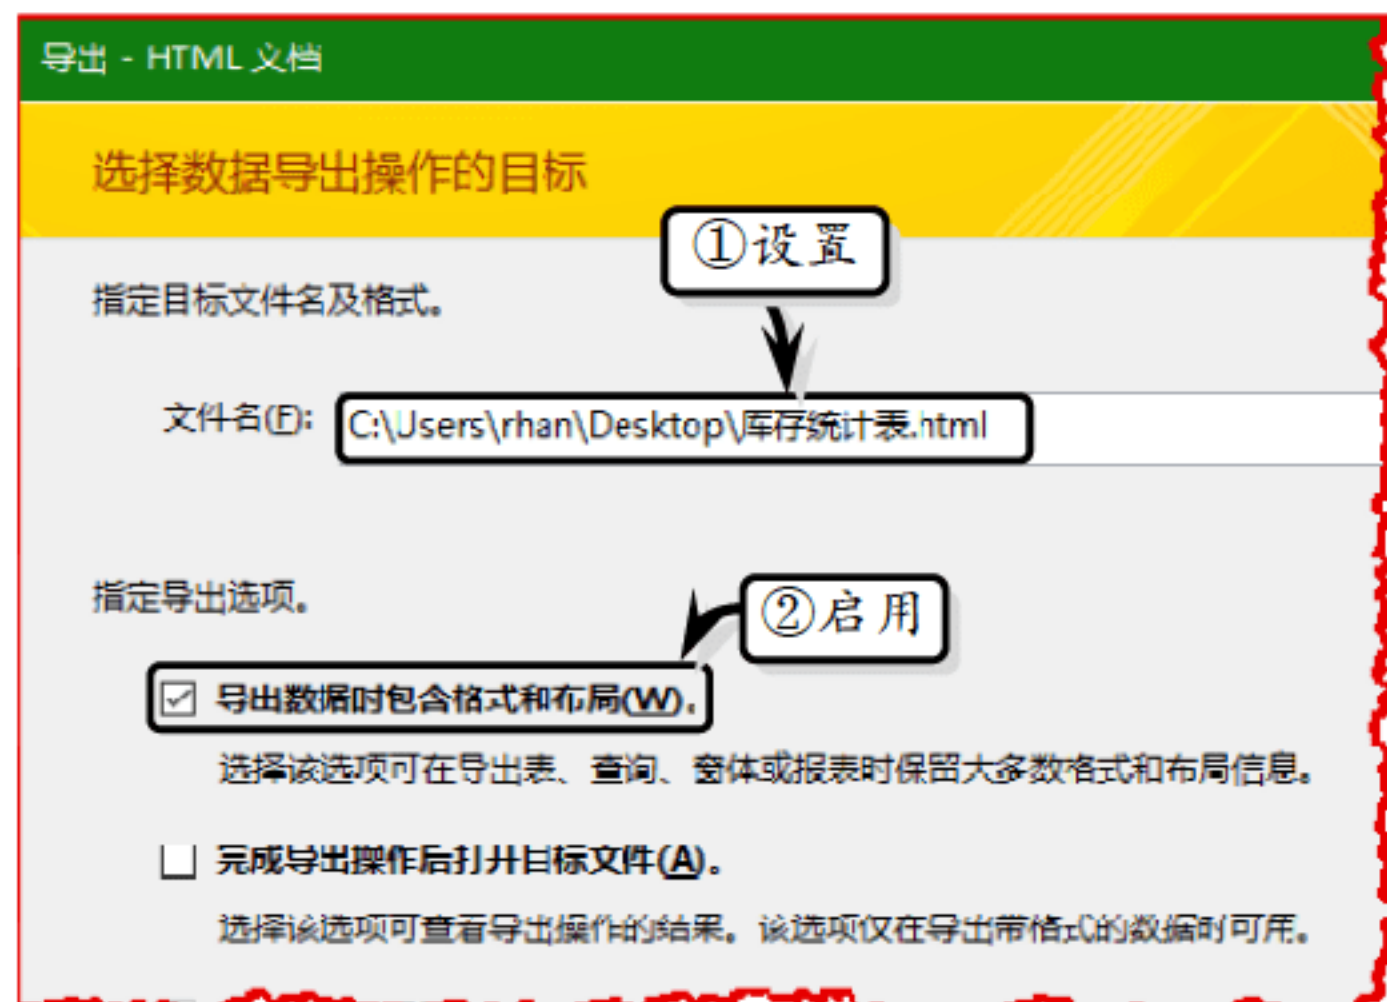 导出 - HTML 文档
选择数据导出操作的目标
①设置
指定目标文件名及格式。
文件名(F): C:\Users\rhan\Desktop\库存统计表.html
指定导出选项。
②启用
导出数据时包含格式和布局(W)。
选择该选项可在导出表、查询、窗体或报表时保留大多数格式和布局信息。
完成导出操作后打开目标文件(A)。
选择该选项可查看导出操作的结果。该选项仅在导出带格式的数据时可用。